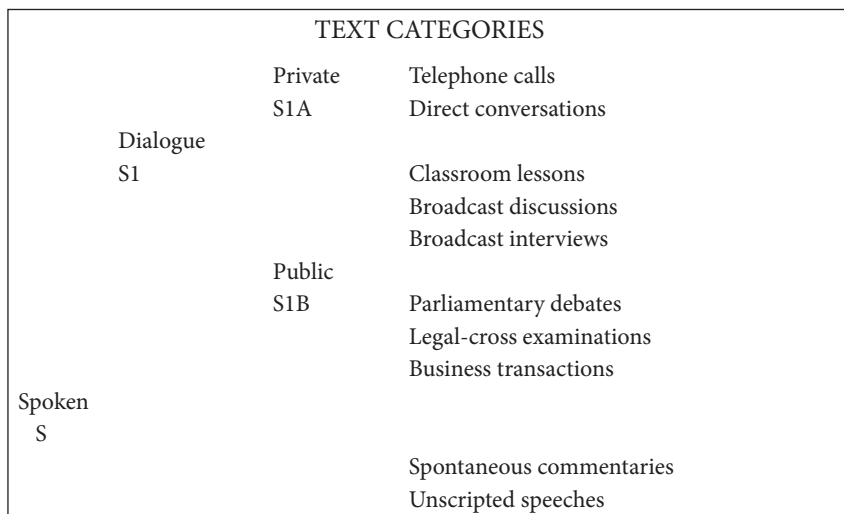 TEXT CATEGORIES
Private Telephone calls
S1A Direct conversations
Dialogue
S1 Classroom lessons
Broadcast discussions
Broadcast interviews
Public
S1B Parliamentary debates
Legal-cross examinations
Business transactions
Spoken
S
Spontaneous commentaries
Unscripted speeches